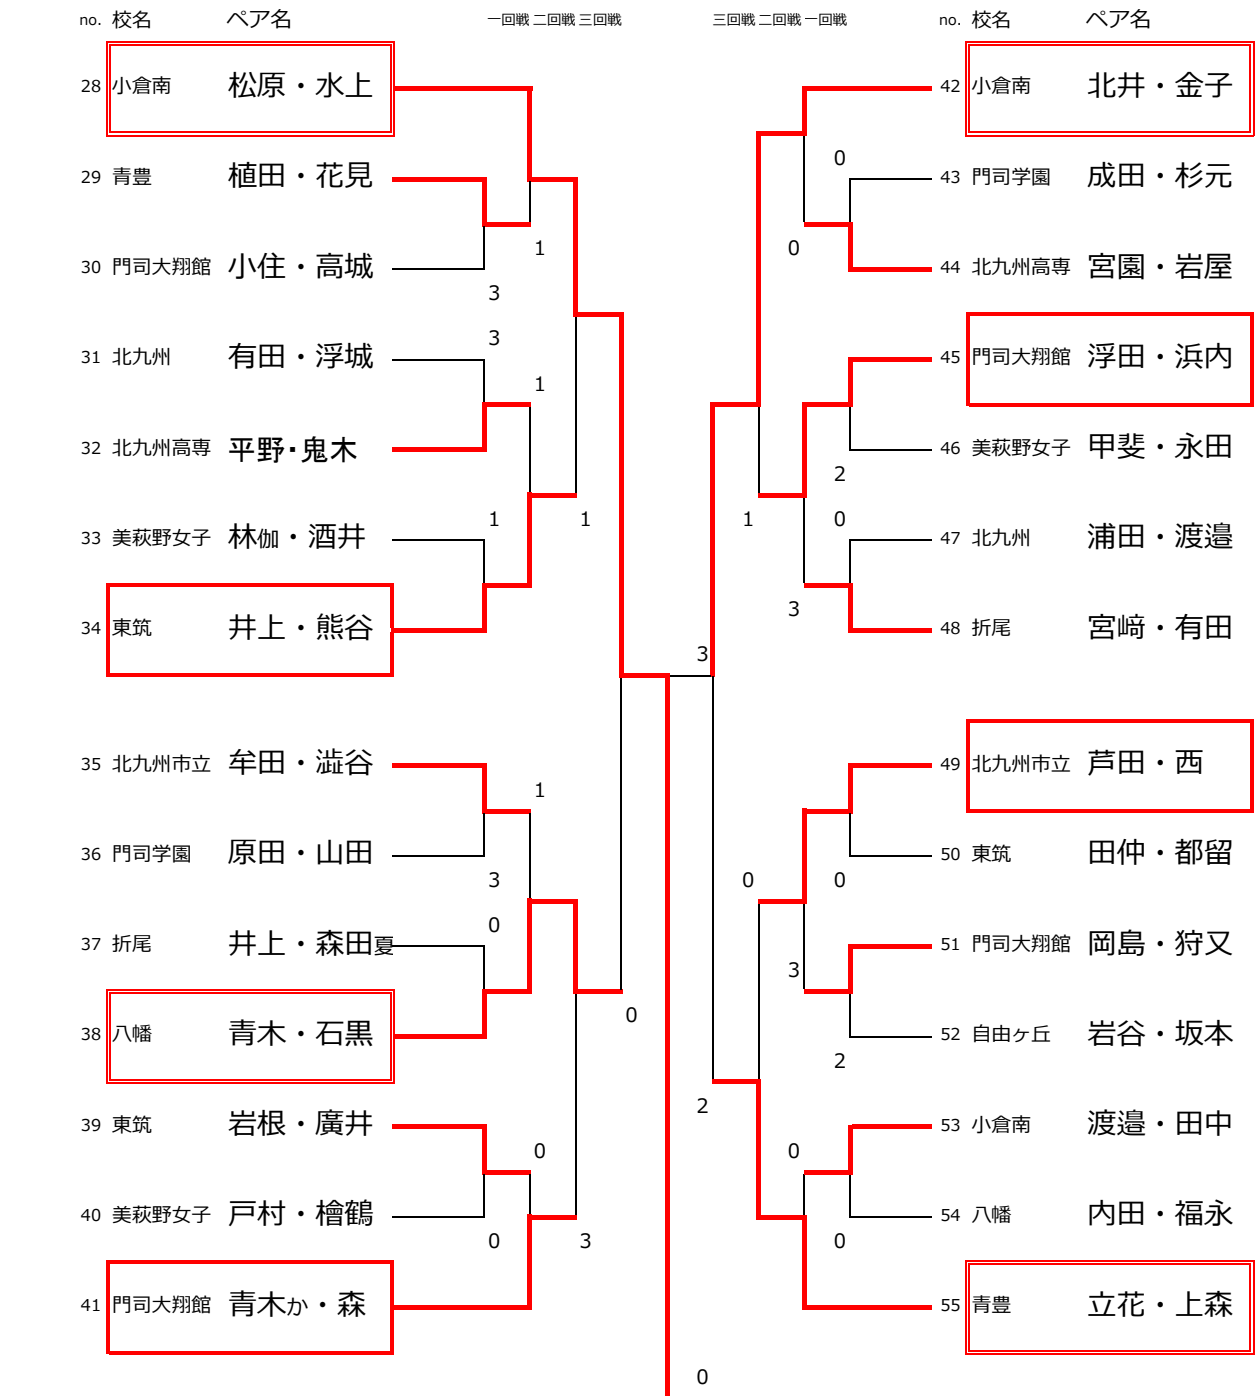 no. 校名 ペア名 一回戦 二回戦 三回戦 三回戦 二回戦 一回戦 no. 校名 ペア名
28 小倉南 松原・水上 42 小倉南 北井・金子
0
29 青豊 植田・花見 43 門司学園 成田・杉元
1 0
30 門司大翔館 小住・高城 44 北九州高専 宮園・岩屋
3
3
31 北九州 有田・浮城 45 門司大翔館 浮田・浜内
1
32 北九州高専 平野・鬼木 46 美萩野女子 甲斐・永田
2
1 1 1 0
33 美萩野女子 林伽・酒井 47 北九州 浦田・渡邉
3
34 東筑 井上・熊谷 48 折尾 宮﨑・有田
3
35 北九州市立 牟田・澁谷 49 北九州市立 芦田・西
1
36 門司学園 原田・山田 50 東筑 田仲・都留
3 0 0
0
37 折尾 井上・森田夏 51 門司大翔館 岡島・狩又
3
0
38 八幡 青木・石黒 52 自由ヶ丘 岩谷・坂本
2
2
39 東筑 岩根・廣井 53 小倉南 渡邉・田中
0 0
40 美萩野女子 戸村・檜鶴 54 八幡 内田・福永
0 3 0
41 門司大翔館 青木か・森 55 青豊 立花・上森
0